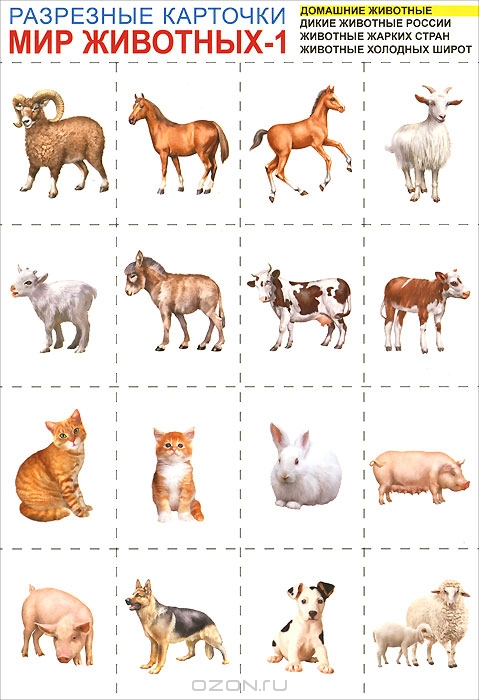 РАЗРЕЗНЫЕ КАРТОЧКИ
МИР ЖИВОТНЫХ-1
ДОМАШНИЕ ЖИВОТНЫЕ
ДИКИЕ ЖИВОТНЫЕ РОССИИ
ЖИВОТНЫЕ ЖАРКИХ СТРАН
ЖИВОТНЫЕ ХОЛОДНЫХ ШИРОТ
OZON.RU